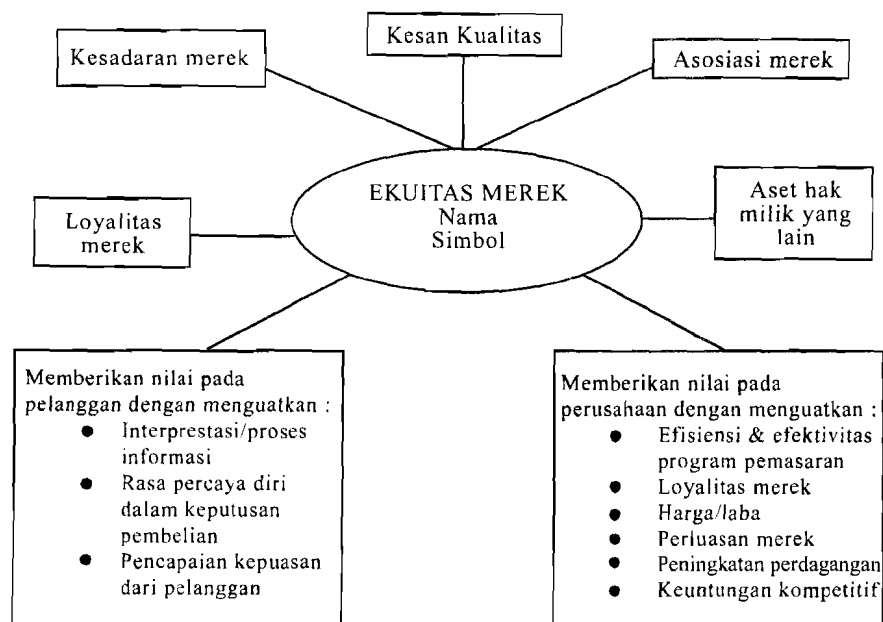 Kesadaran merek
Kesan Kualitas
Asosiasi merek
Loyalitas
merek
EKUITAS MEREK
Nama
Simbol
Aset hak
milik yang
lain
Memberikan nilai pada
pelanggan dengan menguatkan :
● Interprestasi/proses
informasi
● Rasa percaya diri
dalam keputusan
pembelian
● Pencapaian kepuasan
dari pelanggan
Memberikan nilai pada
perusahaan dengan menguatkan :
● Efisiensi & efektivitas
program pemasaran
● Loyalitas merek
● Harga/laba
● Perluasan merek
● Peningkatan perdagangan
● Keuntungan kompetitif